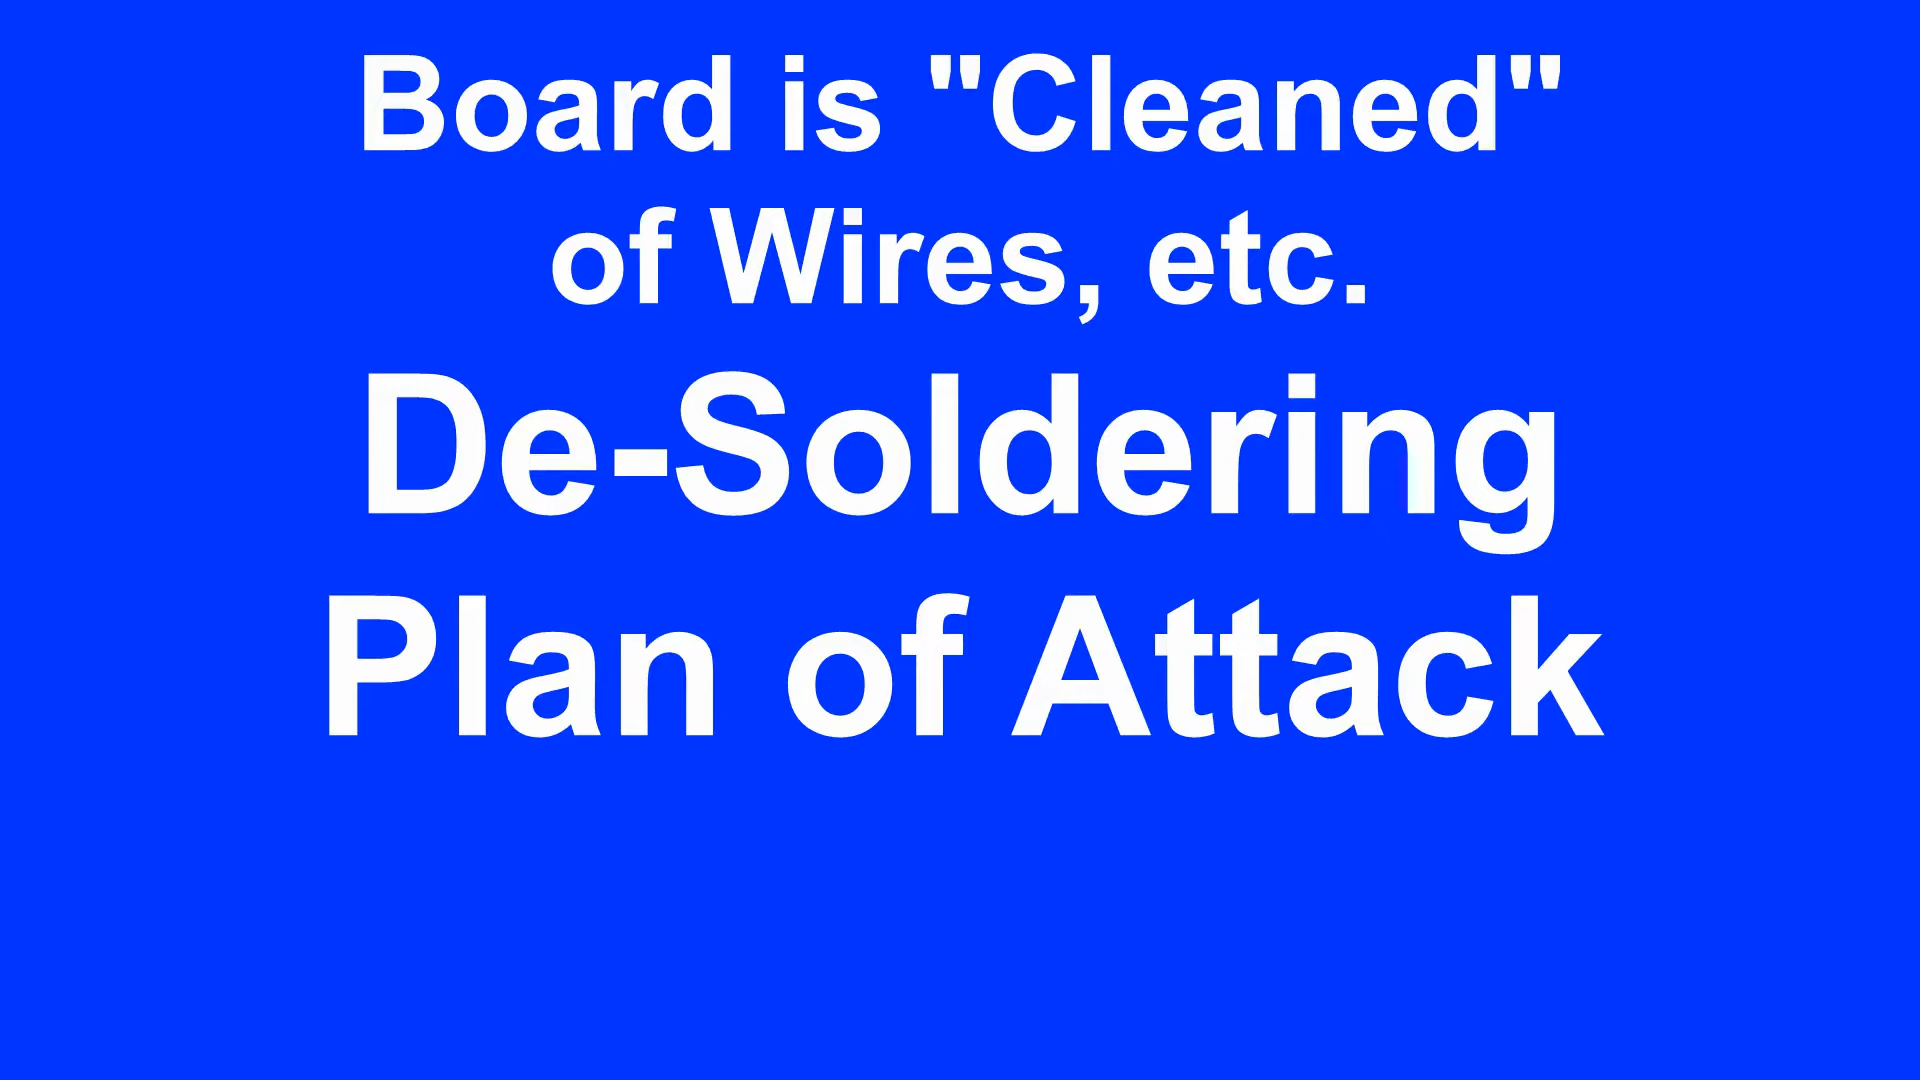 Board is "Cleaned"
of Wires, etc.
De-Soldering
Plan of Attack